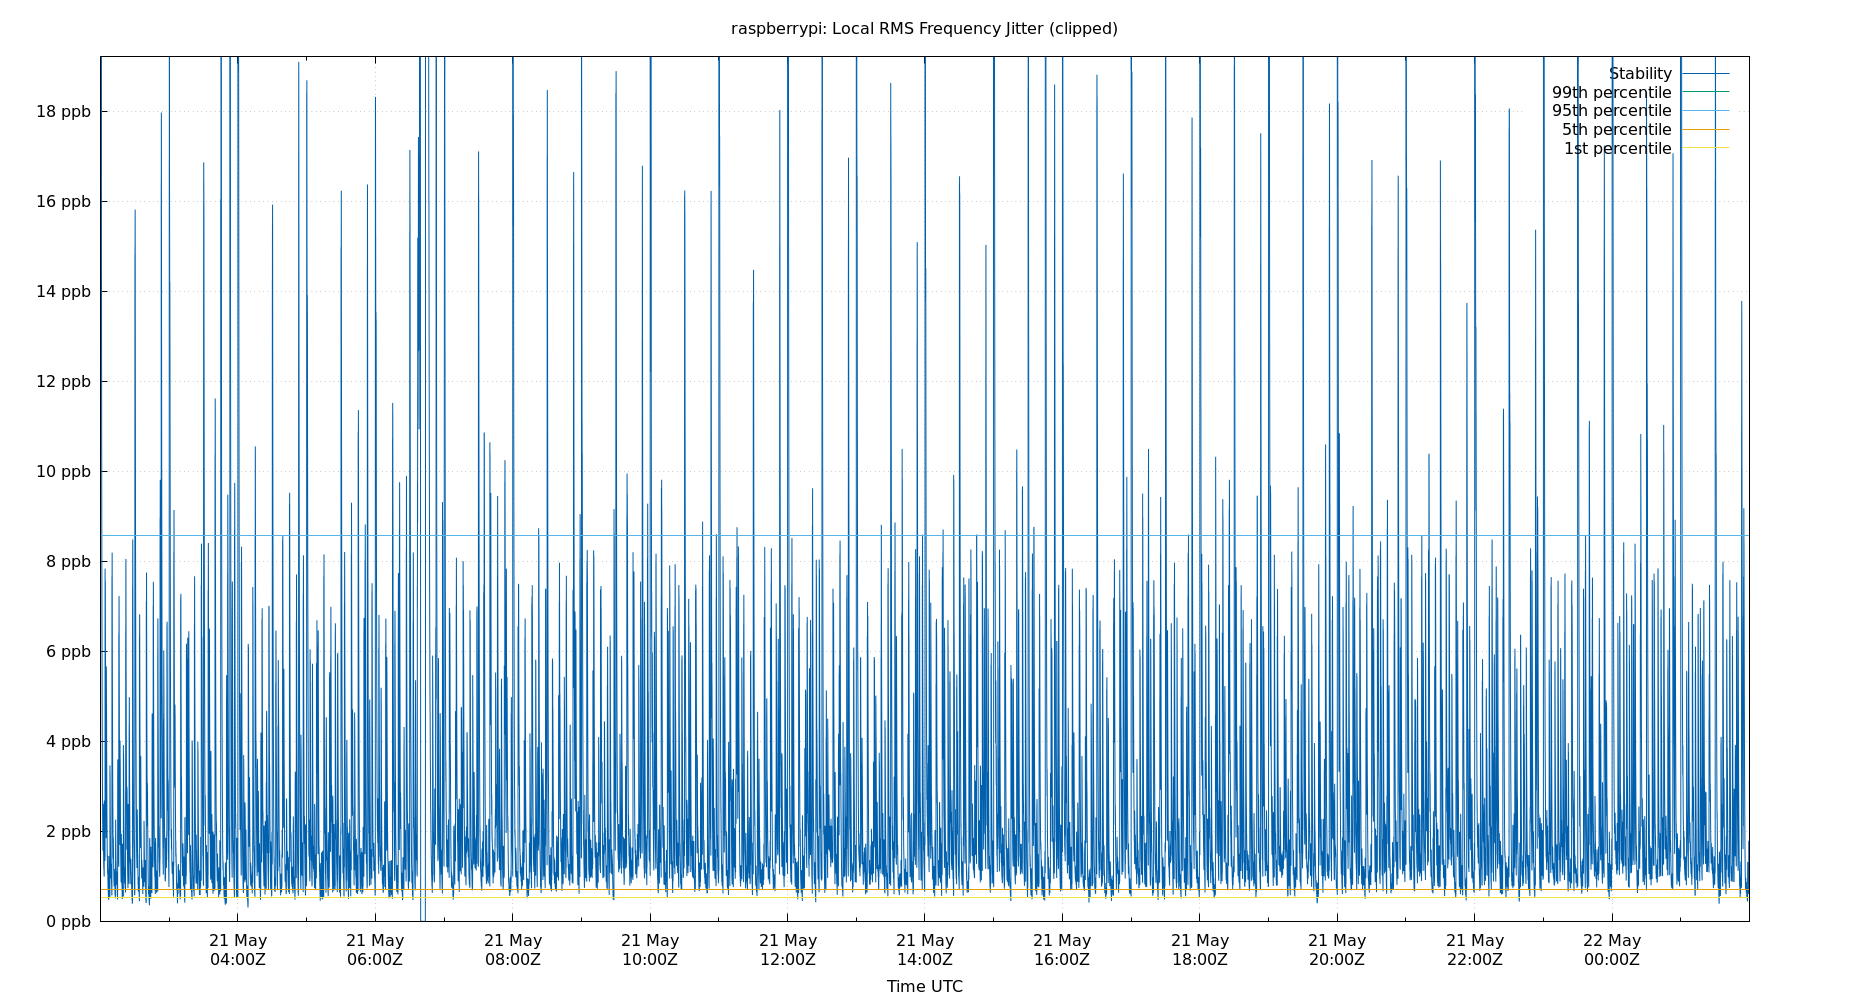 raspberrypi: Local RMS Frequency Jitter (clipped)
Stability
99th percentile
95th percentile
5th percentile
1st percentile
18 ppb
16 ppb
14 ppb
12 ppb
10 ppb
8 ppb
6 ppb
4 ppb
2 ppb
0 ppb
21 May 21 May 21 May 21 May 21 May 21 May 21 May 21 May 21 May 21 May 22 May
04:00Z 06:00Z 08:00Z 10:00Z 12:00Z 14:00Z 16:00Z 18:00Z 20:00Z 22:00Z 00:00Z
Time UTC